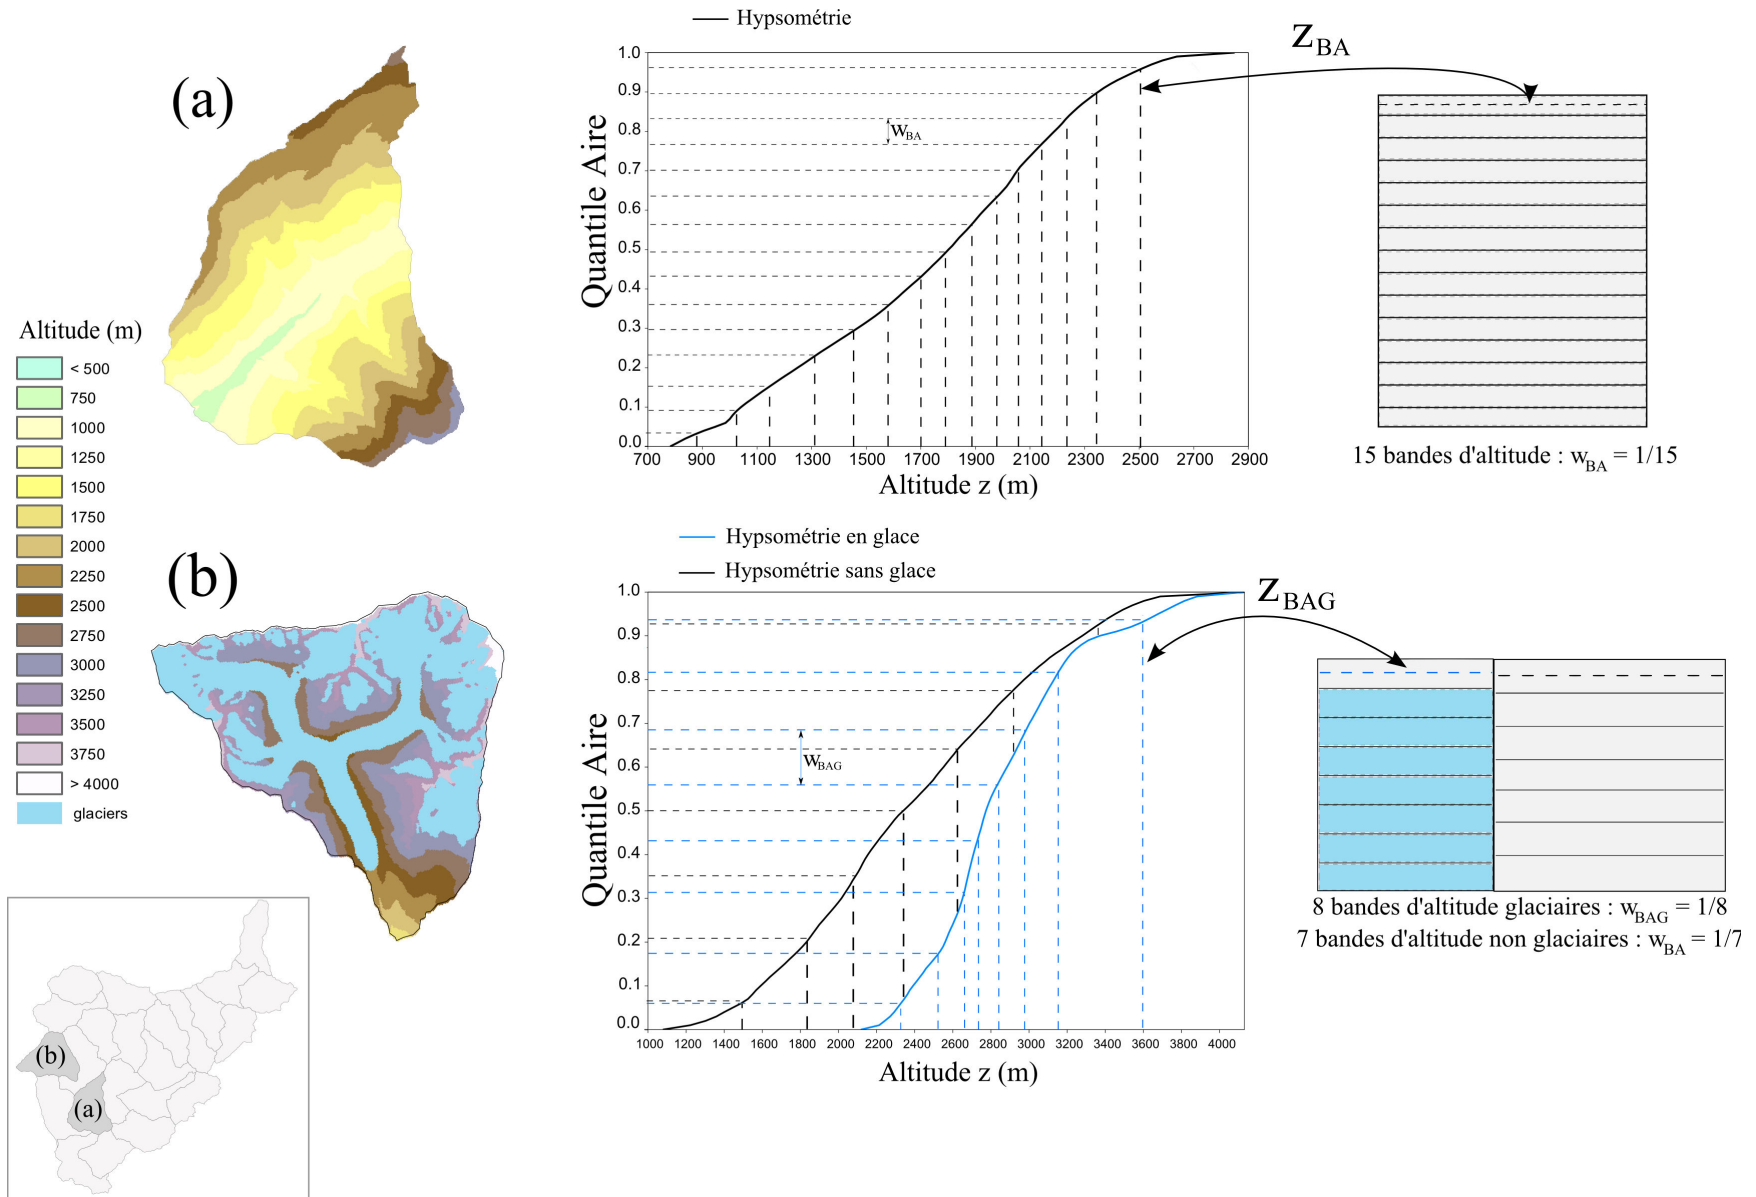 (a)
Altitude (m)
< 500
750
1000
1250
1500
1750
2000
2250
2500
2750
3000
3250
3500
3750
> 4000
glaciers
Hypsométrie
Quantile Aire
1.0
0.9
0.8
0.7
0.6
0.5
0.4
0.3
0.2
0.1
0.0
w_BA
700 900 1100 1300 1500 1700 1900 2100 2300 2500 2700 2900
Altitude z (m)
z_BA
15 bandes d'altitude : w_BA = 1/15
(b)
Hypsométrie en glace
Hypsométrie sans glace
Quantile Aire
1.0
0.9
0.8
0.7
0.6
0.5
0.4
0.3
0.2
0.1
0.0
w_BAG
1000 1200 1400 1600 1800 2000 2200 2400 2600 2800 3000 3200 3400 3600 3800 4000
Altitude z (m)
z_BAG
8 bandes d'altitude glaciaires : w_BAG = 1/8
7 bandes d'altitude non glaciaires : w_BA = 1/7
(b)
(a)